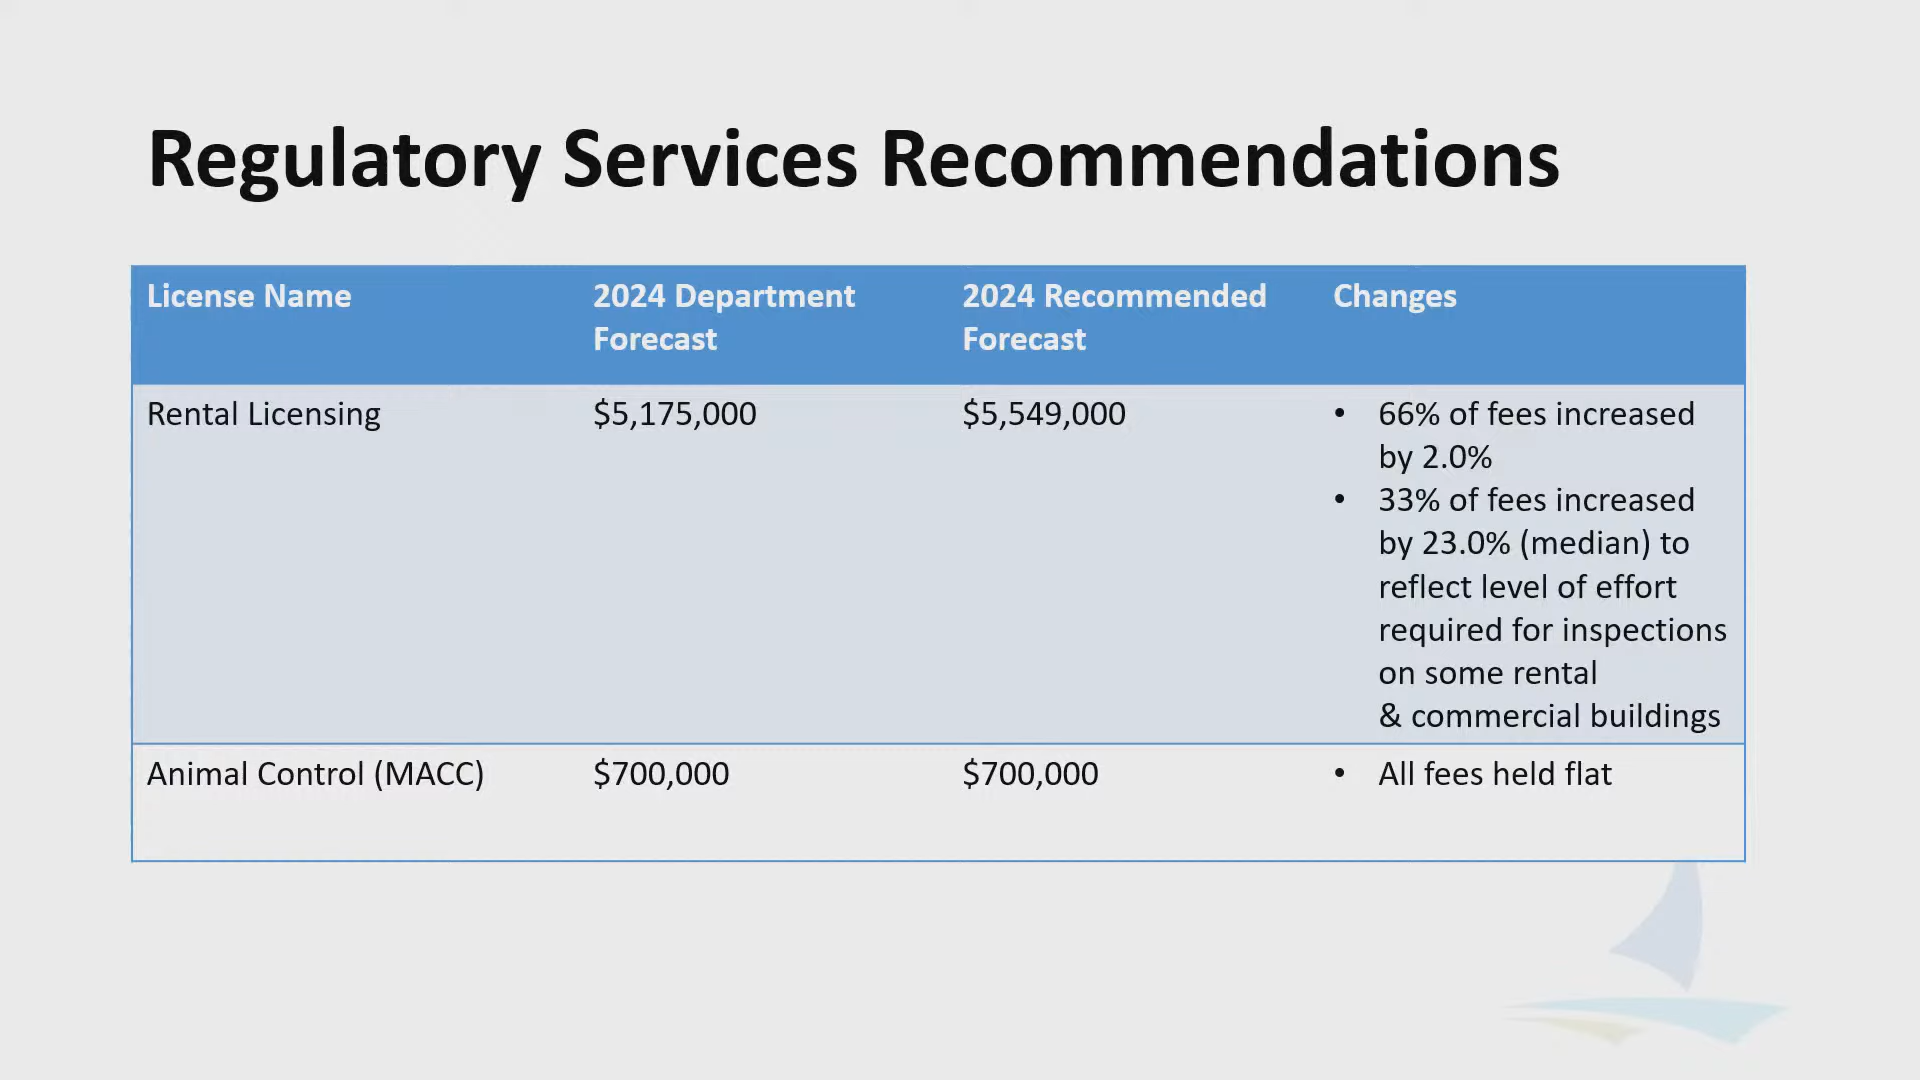 Regulatory Services Recommendations
License Name
2024 Department
Forecast
2024 Recommended
Forecast
Changes
Rental Licensing
$5,175,000
$5,549,000
• 66% of fees increased
by 2.0%
• 33% of fees increased
by 23.0% (median) to
reflect level of effort
required for inspections
on some rental
& commercial buildings
Animal Control (MACC)
$700,000
$700,000
• All fees held flat